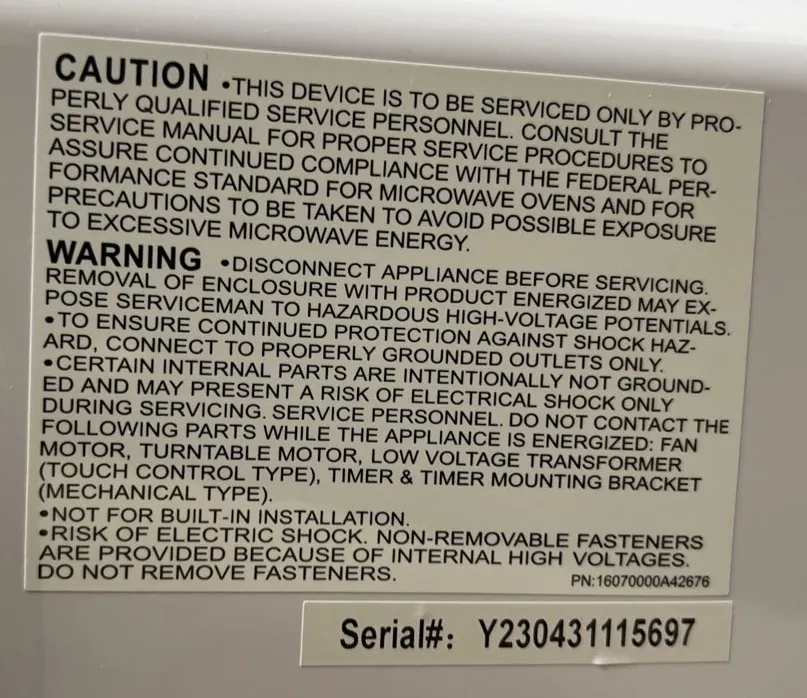 CAUTION •THIS DEVICE IS TO BE SERVICED ONLY BY PRO-
PERLY QUALIFIED SERVICE PERSONNEL. CONSULT THE
SERVICE MANUAL FOR PROPER SERVICE PROCEDURES TO
ASSURE CONTINUED COMPLIANCE WITH THE FEDERAL PER-
FORMANCE STANDARD FOR MICROWAVE OVENS AND FOR
PRECAUTIONS TO BE TAKEN TO AVOID POSSIBLE EXPOSURE
TO EXCESSIVE MICROWAVE ENERGY.
WARNING •DISCONNECT APPLIANCE BEFORE SERVICING.
REMOVAL OF ENCLOSURE WITH PRODUCT ENERGIZED MAY EX-
POSE SERVICEMAN TO HAZARDOUS HIGH-VOLTAGE POTENTIALS.
•TO ENSURE CONTINUED PROTECTION AGAINST SHOCK HAZ-
ARD, CONNECT TO PROPERLY GROUNDED OUTLETS ONLY.
•CERTAIN INTERNAL PARTS ARE INTENTIONALLY NOT GROUND-
ED AND MAY PRESENT A RISK OF ELECTRICAL SHOCK ONLY
DURING SERVICING. SERVICE PERSONNEL. DO NOT CONTACT THE
FOLLOWING PARTS WHILE THE APPLIANCE IS ENERGIZED: FAN
MOTOR, TURNTABLE MOTOR, LOW VOLTAGE TRANSFORMER
(TOUCH CONTROL TYPE), TIMER & TIMER MOUNTING BRACKET
(MECHANICAL TYPE).
•NOT FOR BUILT-IN INSTALLATION.
•RISK OF ELECTRIC SHOCK. NON-REMOVABLE FASTENERS
ARE PROVIDED BECAUSE OF INTERNAL HIGH VOLTAGES.
DO NOT REMOVE FASTENERS.
PN:16070000A42676
Serial#: Y230431115697